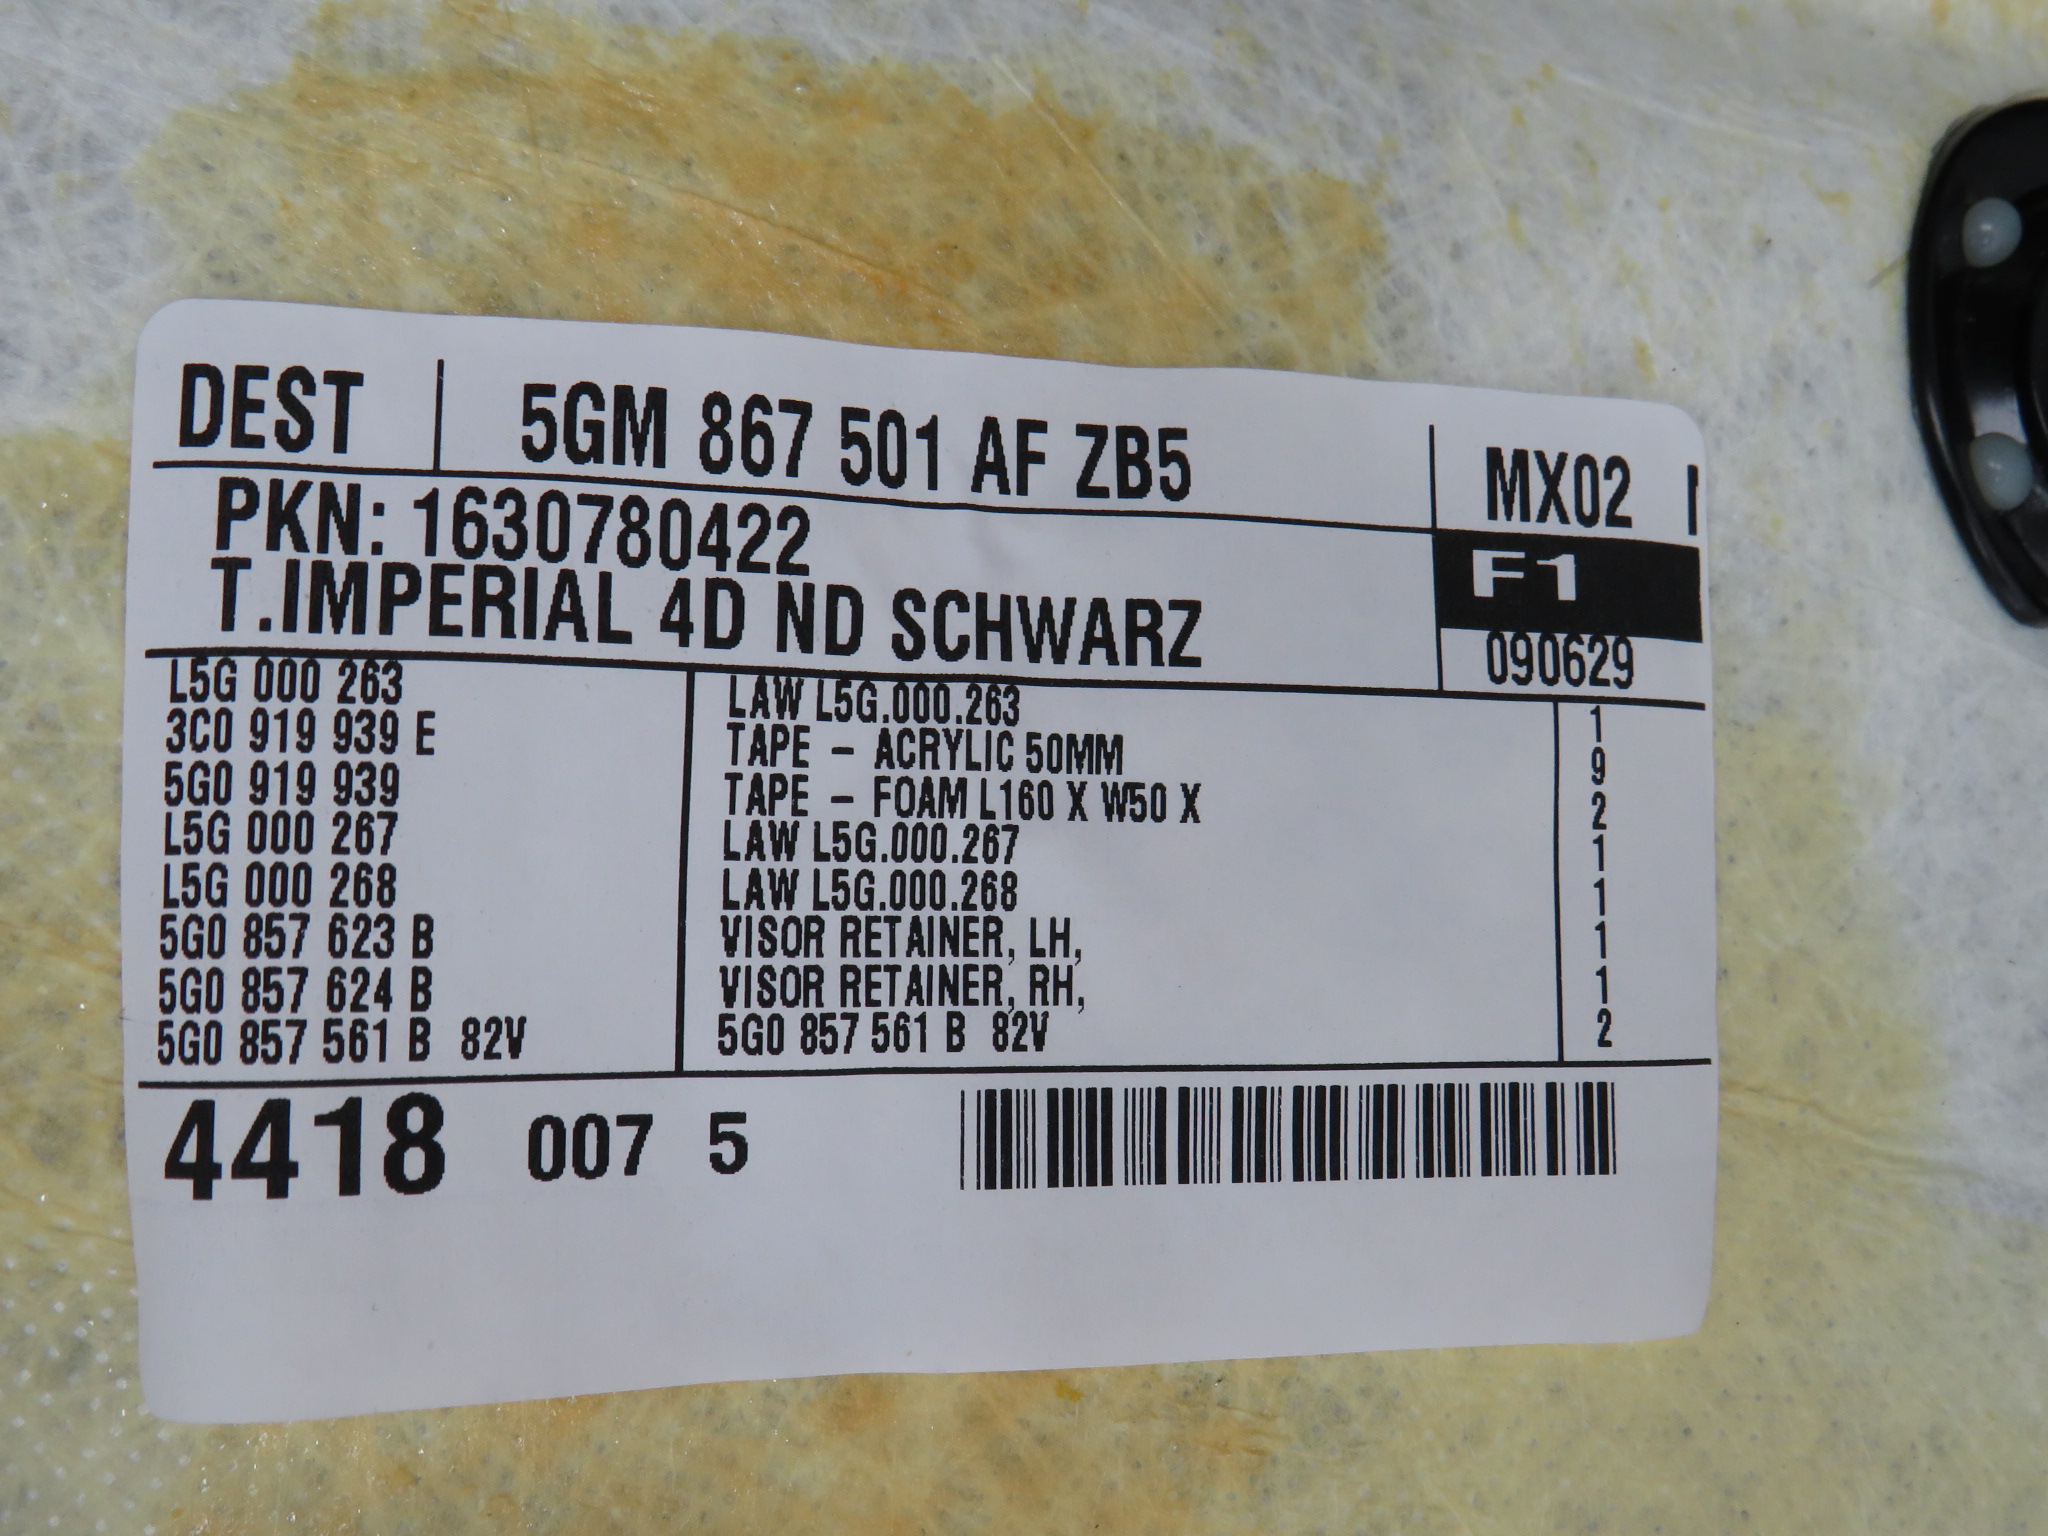 DEST 5GM 867 501 AF ZB5 MX02
PKN: 1630780422
F1
T.IMPERIAL 4D ND SCHWARZ
090629
L5G 000 263 LAW L5G.000.263 1
3C0 919 939 E TAPE - ACRYLIC 50MM 9
5G0 919 939 TAPE - FOAM L160 X W50 X 2
L5G 000 267 LAW L5G.000.267 1
L5G 000 268 LAW L5G.000.268 1
5G0 857 623 B VISOR RETAINER, LH, 1
5G0 857 624 B VISOR RETAINER, RH, 1
5G0 857 561 B 82V 5G0 857 561 B 82V 2
4418 007 5